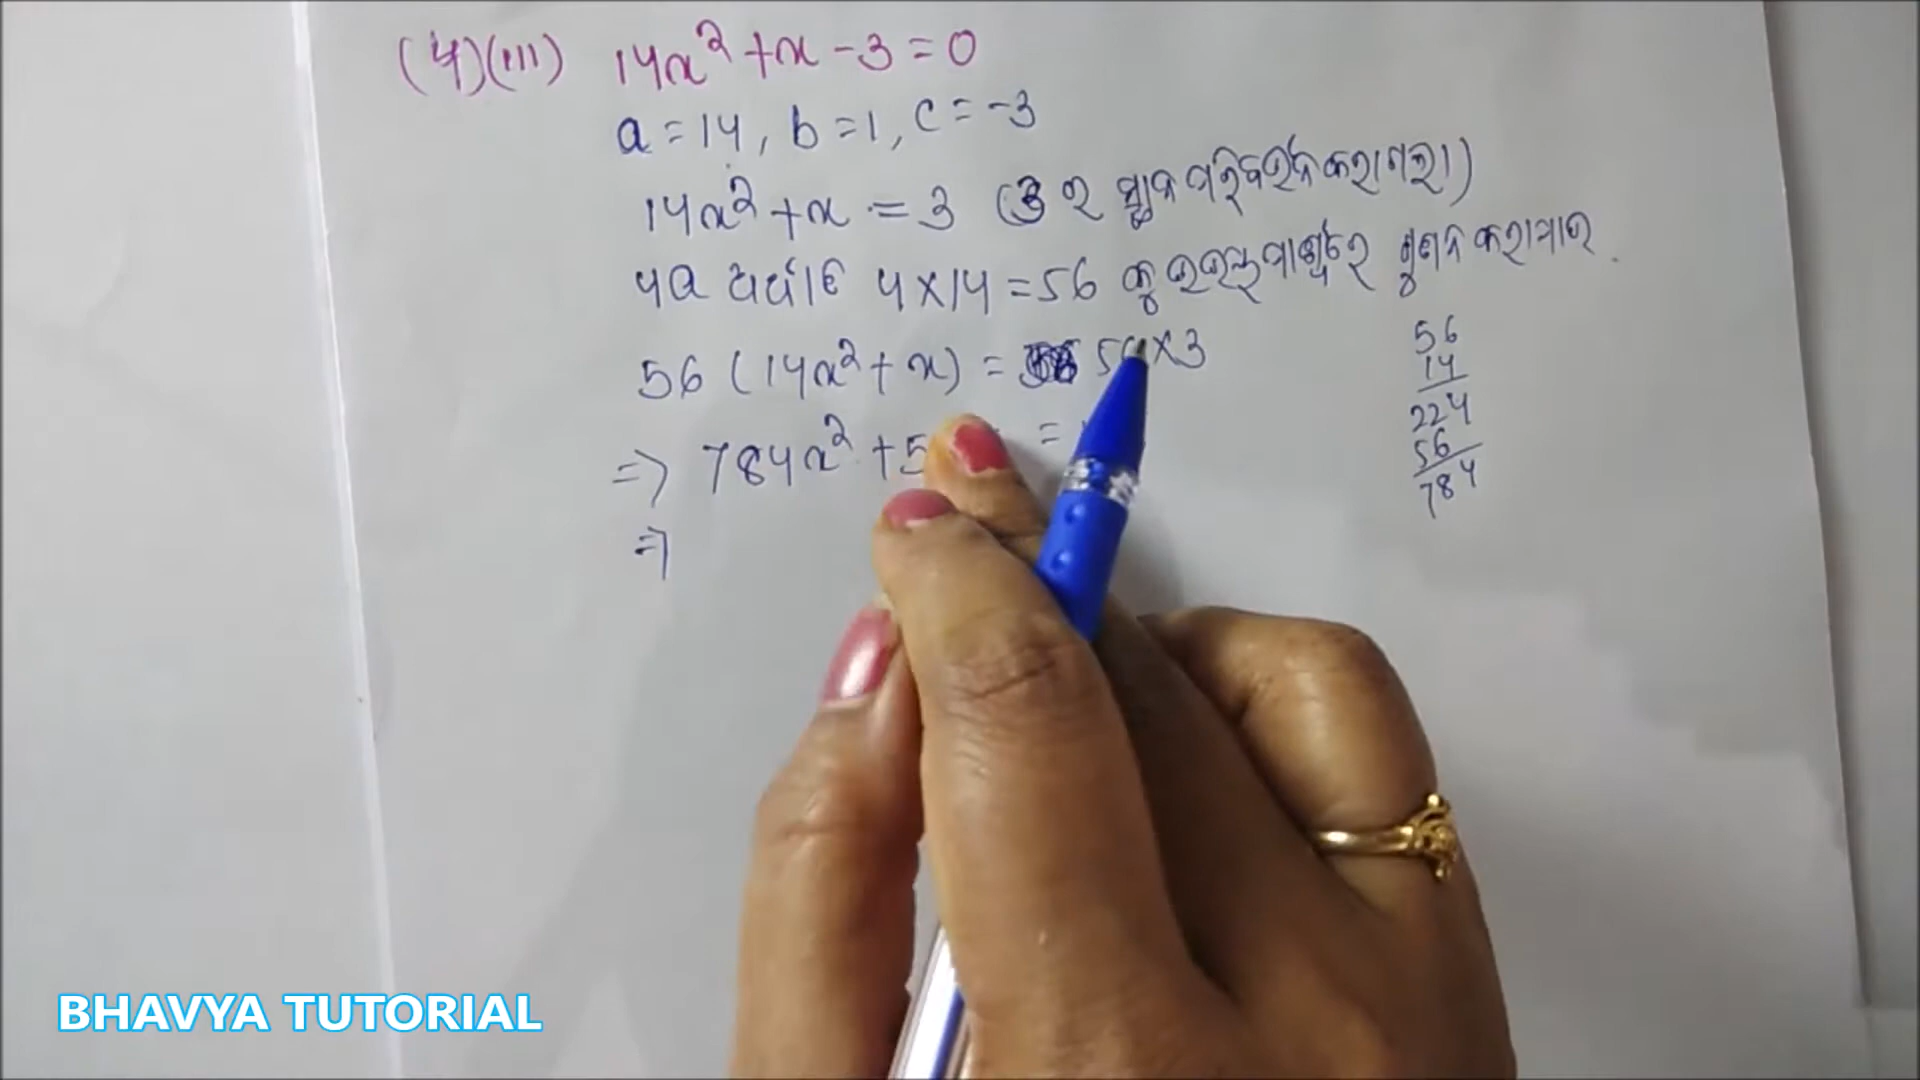 (4)(iii) 14x² + x - 3 = 0
a = 14, b = 1, c = -3
14x² + x = 3 (3 ର ସ୍ଥାନ ପରିବର୍ତ୍ତନ କରାଗଲା)
4a ଅର୍ଥାତ୍ 4 × 14 = 56 କୁ ଉଭୟ ପାର୍ଶ୍ୱରେ ଗୁଣନ କରାଯାଉ
56 (14x² + x) = 56 × 3
⇒ 784x² + 5 =
⇒
56
14
224
56
784
BHAVYA TUTORIAL